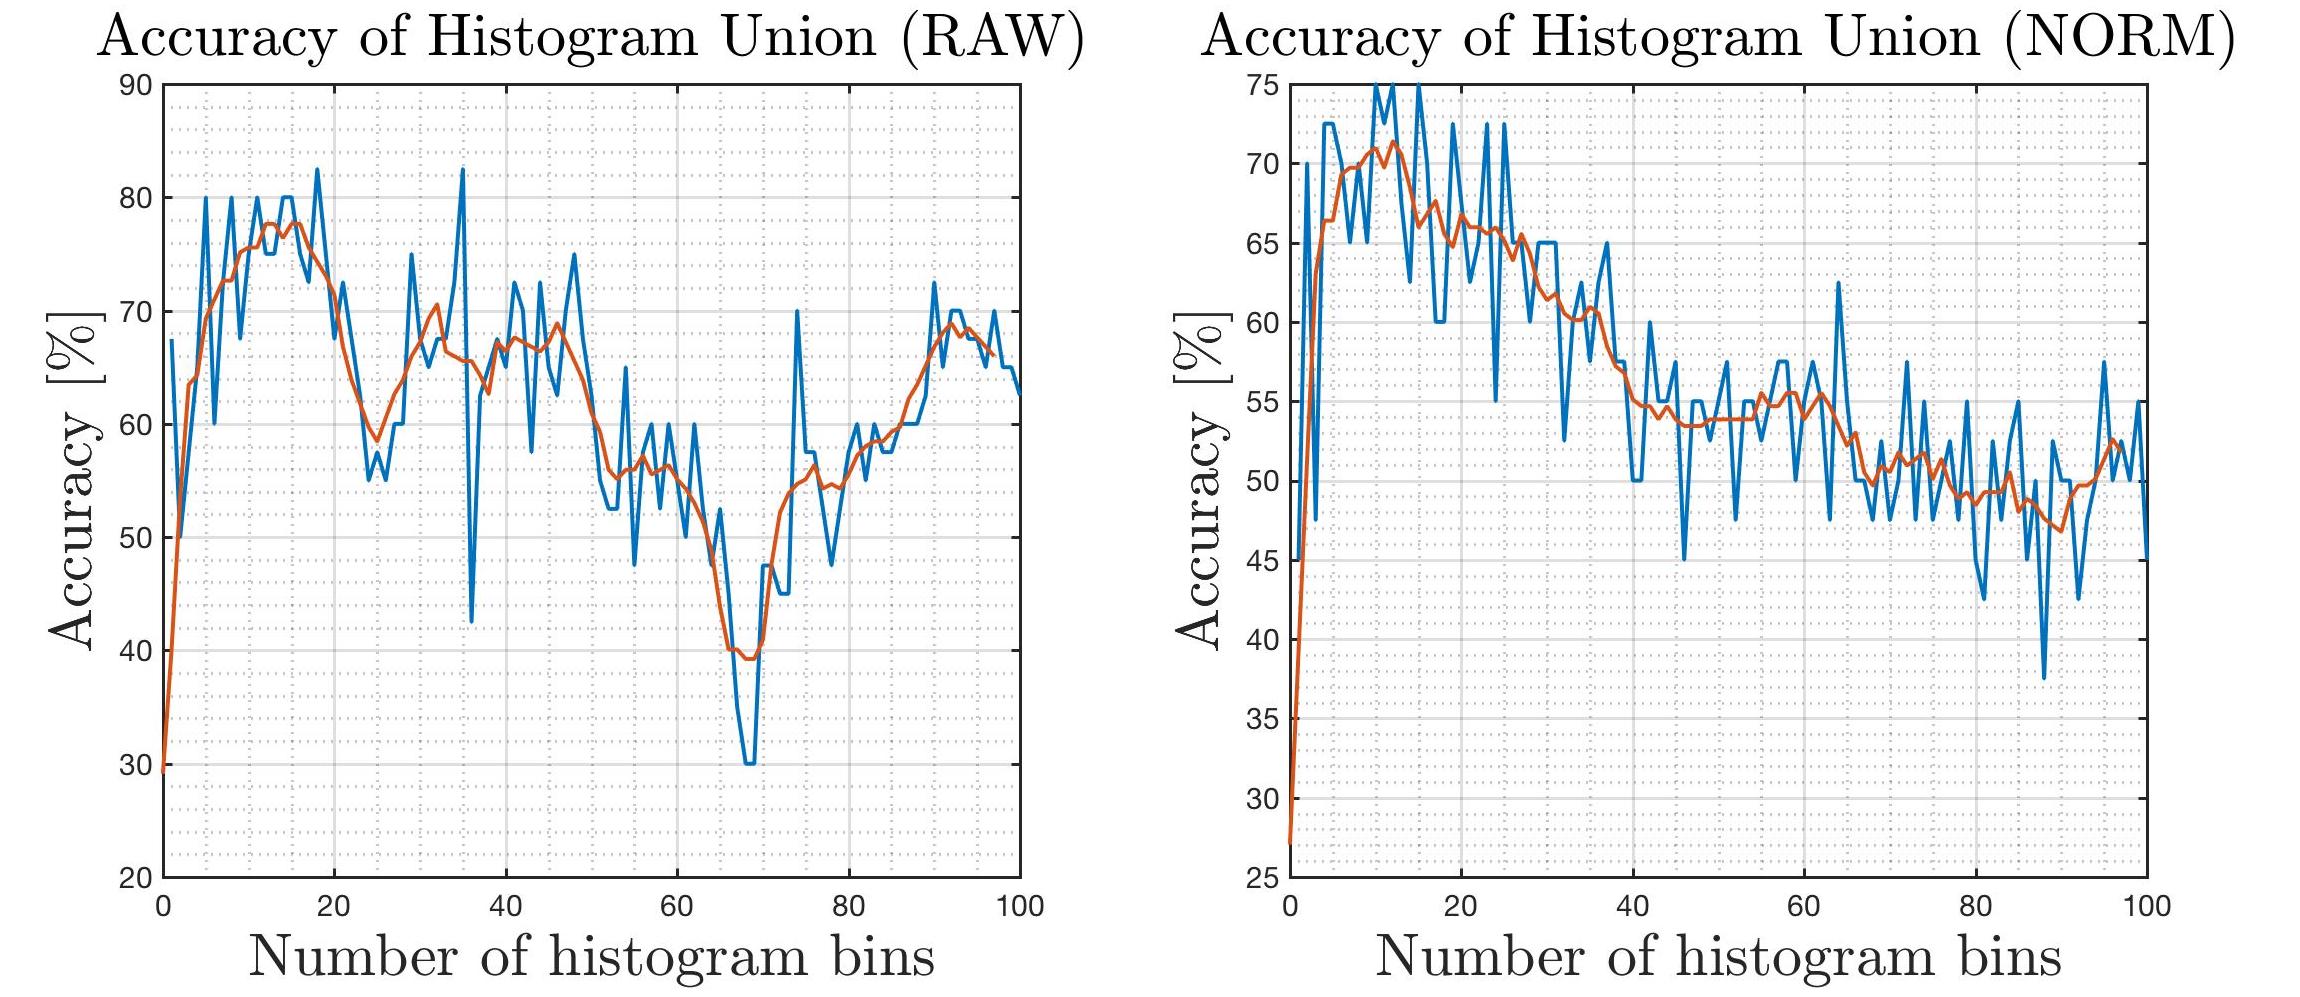 Accuracy of Histogram Union (RAW)
90
80
70
60
50
40
30
20
0 20 40 60 80 100
Accuracy [%]
Number of histogram bins
Accuracy of Histogram Union (NORM)
75
70
65
60
55
50
45
40
35
30
25
0 20 40 60 80 100
Accuracy [%]
Number of histogram bins